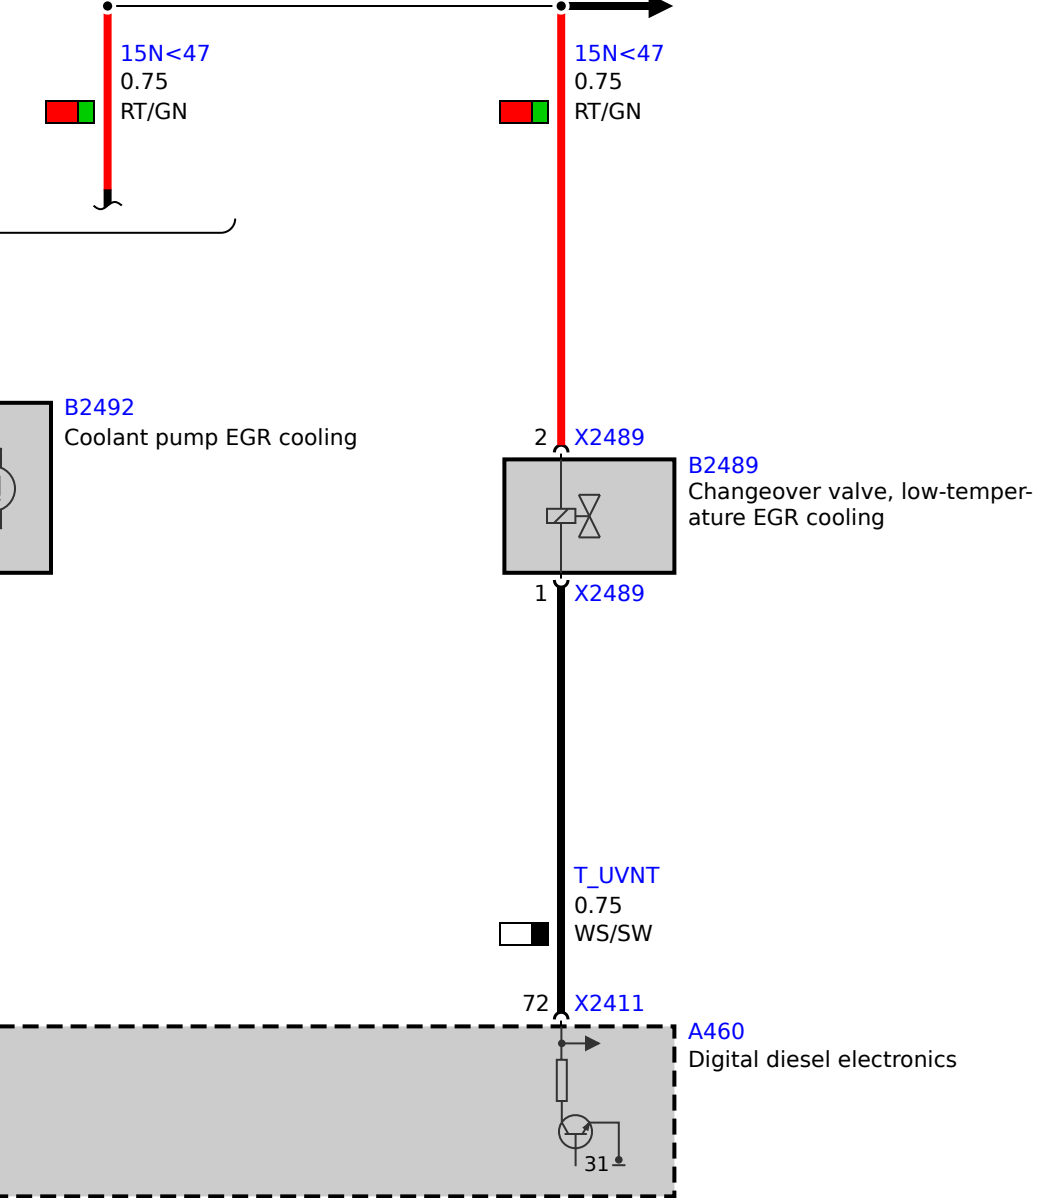 15N<47
0.75
RT/GN
15N<47
0.75
RT/GN
B2492
Coolant pump EGR cooling
2 X2489
B2489
Changeover valve, low-temper-
ature EGR cooling
1 X2489
T_UVNT
0.75
WS/SW
72 X2411
A460
Digital diesel electronics
31